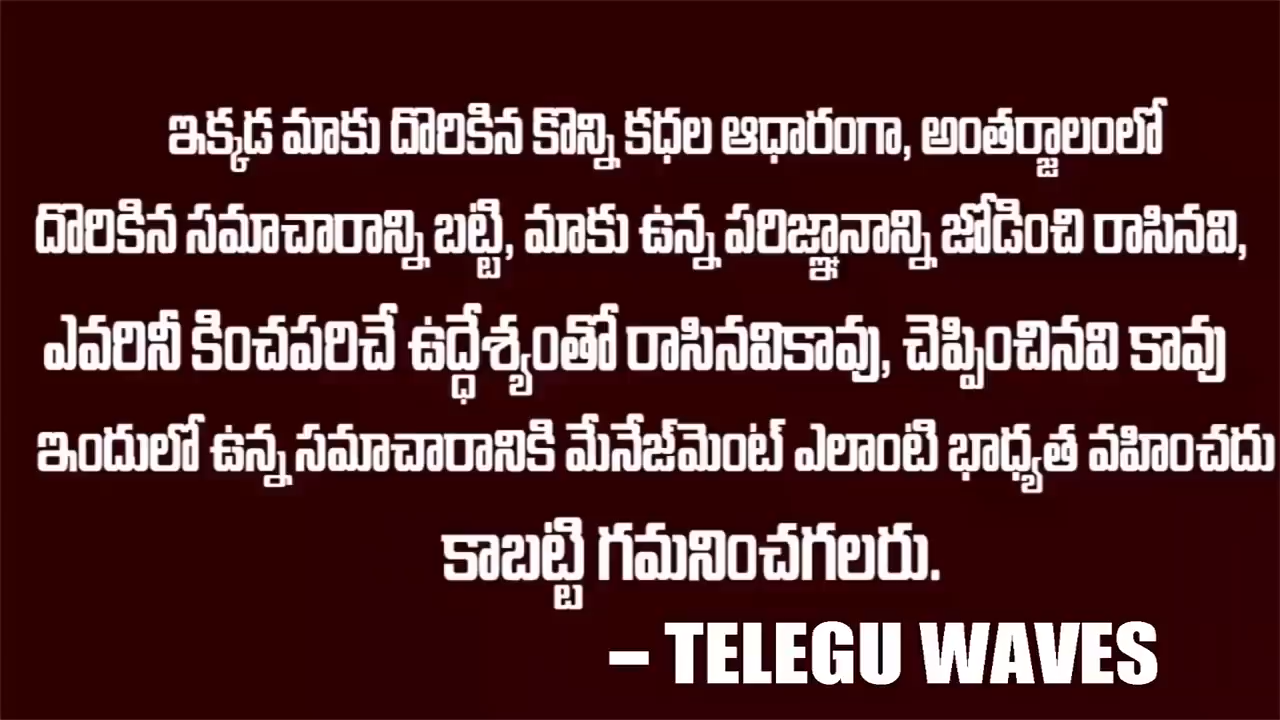 ఇక్కడ మాకు దొరికిన కొన్ని కధల ఆధారంగా, అంతర్జాలంలో
దొరికిన సమాచారాన్ని బట్టి, మాకు ఉన్న పరిజ్ఞానాన్ని జోడించి రాసినవి,
ఎవరినీ కించపరిచే ఉద్ధేశ్యంతో రాసినవికావు, చెప్పించినవి కావు
ఇందులో ఉన్న సమాచారానికి మేనేజ్‌మెంట్ ఎలాంటి భాధ్యత వహించదు
కాబట్టి గమనించగలరు.
– TELEGU WAVES